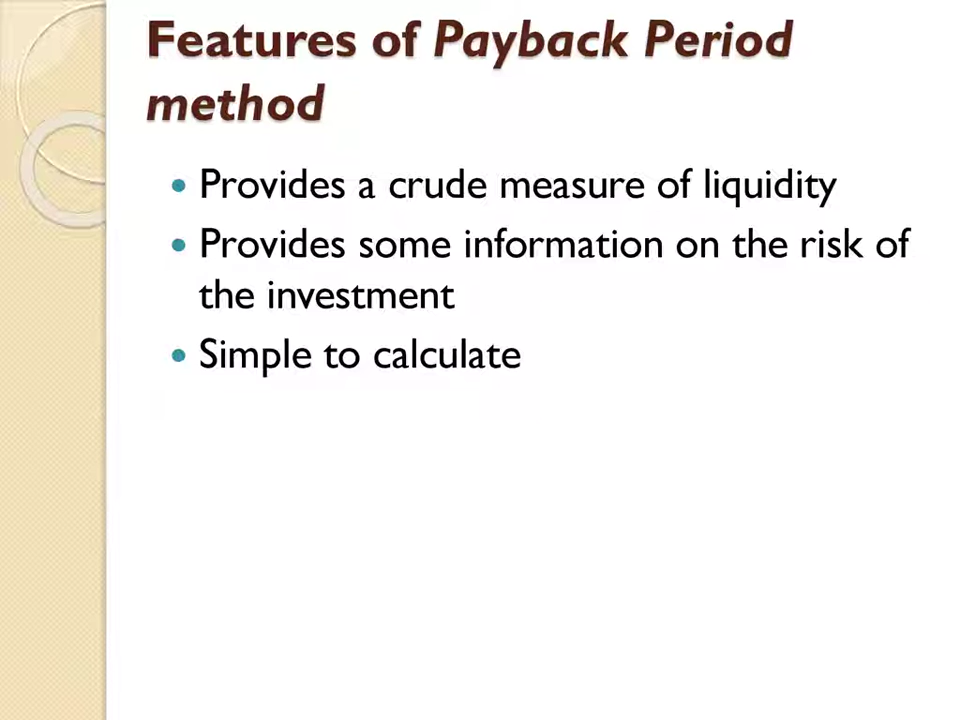 Features of Payback Period
method
• Provides a crude measure of liquidity
• Provides some information on the risk of
the investment
• Simple to calculate